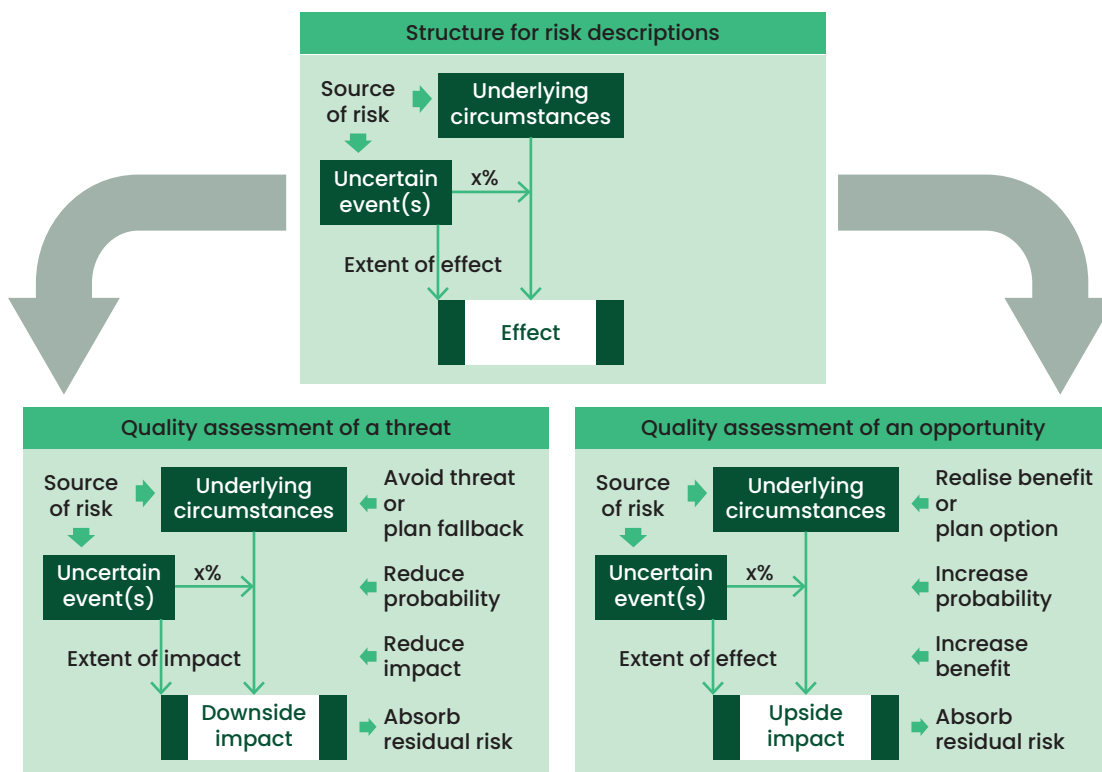 Structure for risk descriptions
Source
of risk
Underlying
circumstances
Uncertain
event(s)
x%
Extent of effect
Effect
Quality assessment of a threat
Source
of risk
Underlying
circumstances
Avoid threat
or
plan fallback
Uncertain
event(s)
x%
Reduce
probability
Extent of impact
Reduce
impact
Downside
impact
Absorb
residual risk
Quality assessment of an opportunity
Source
of risk
Underlying
circumstances
Realise benefit
or
plan option
Uncertain
event(s)
x%
Increase
probability
Extent of effect
Increase
benefit
Upside
impact
Absorb
residual risk